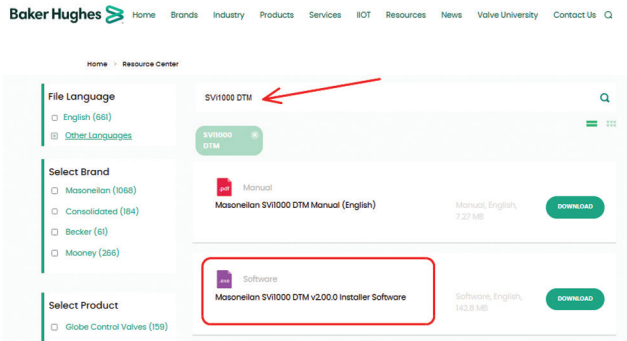 Baker Hughes Home Brands Industry Products Services IIOT Resources News Valve University Contact Us
Home Resource Center
File Language
English (661)
Other Languages
Select Brand
Masoneilan (1068)
Consolidated (184)
Becker (61)
Mooney (266)
Select Product
Globe Control Valves (159)
SVi1000 DTM
SVI1000
DTM
.pdf Manual
Masoneilan SVi1000 DTM Manual (English)
Manual, English,
7.27 MB
DOWNLOAD
.exe Software
Masoneilan SVi1000 DTM v2.00.0 Installer Software
Software, English,
142.8 MB
DOWNLOAD